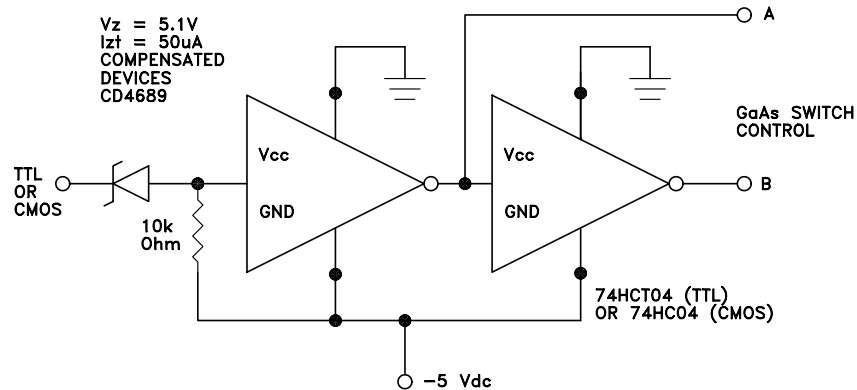 Vz = 5.1V
Izt = 50uA
COMPENSATED
DEVICES
CD4689
A
GaAs SWITCH
CONTROL
Vcc
Vcc
TTL
OR
CMOS
B
GND
GND
10k
Ohm
74HCT04 (TTL)
OR 74HC04 (CMOS)
-5 Vdc